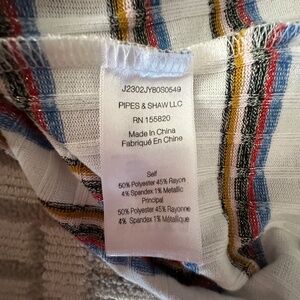 J2302JY80S0549
PIPES & SHAW LLC
RN 155820
Made In China
Fabriqué En Chine
Self
50% Polyester 45% Rayon
4% Spandex 1% Metallic
Principal
50% Polyester 45% Rayonne
4% Spandex 1% Métallique